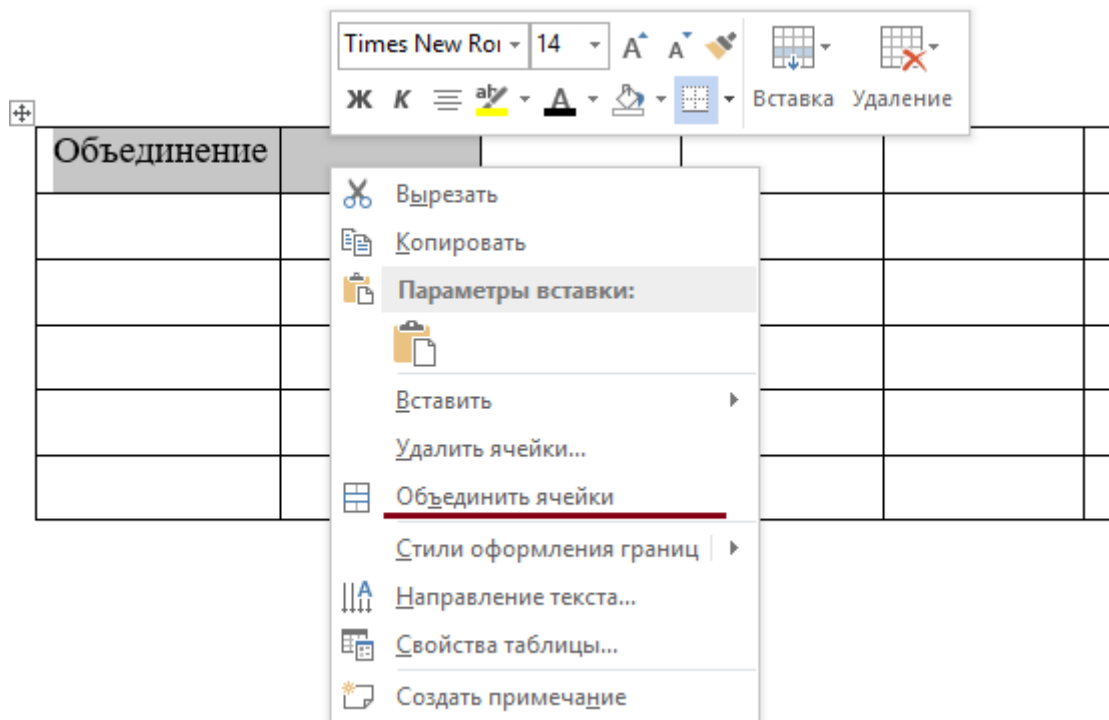 Times New Roı 14 А А
Ж К ab А Вставка Удаление
Объединение
Вырезать
Копировать
Параметры вставки:
Вставить
Удалить ячейки...
Объединить ячейки
Стили оформления границ
Направление текста...
Свойства таблицы...
Создать примечание